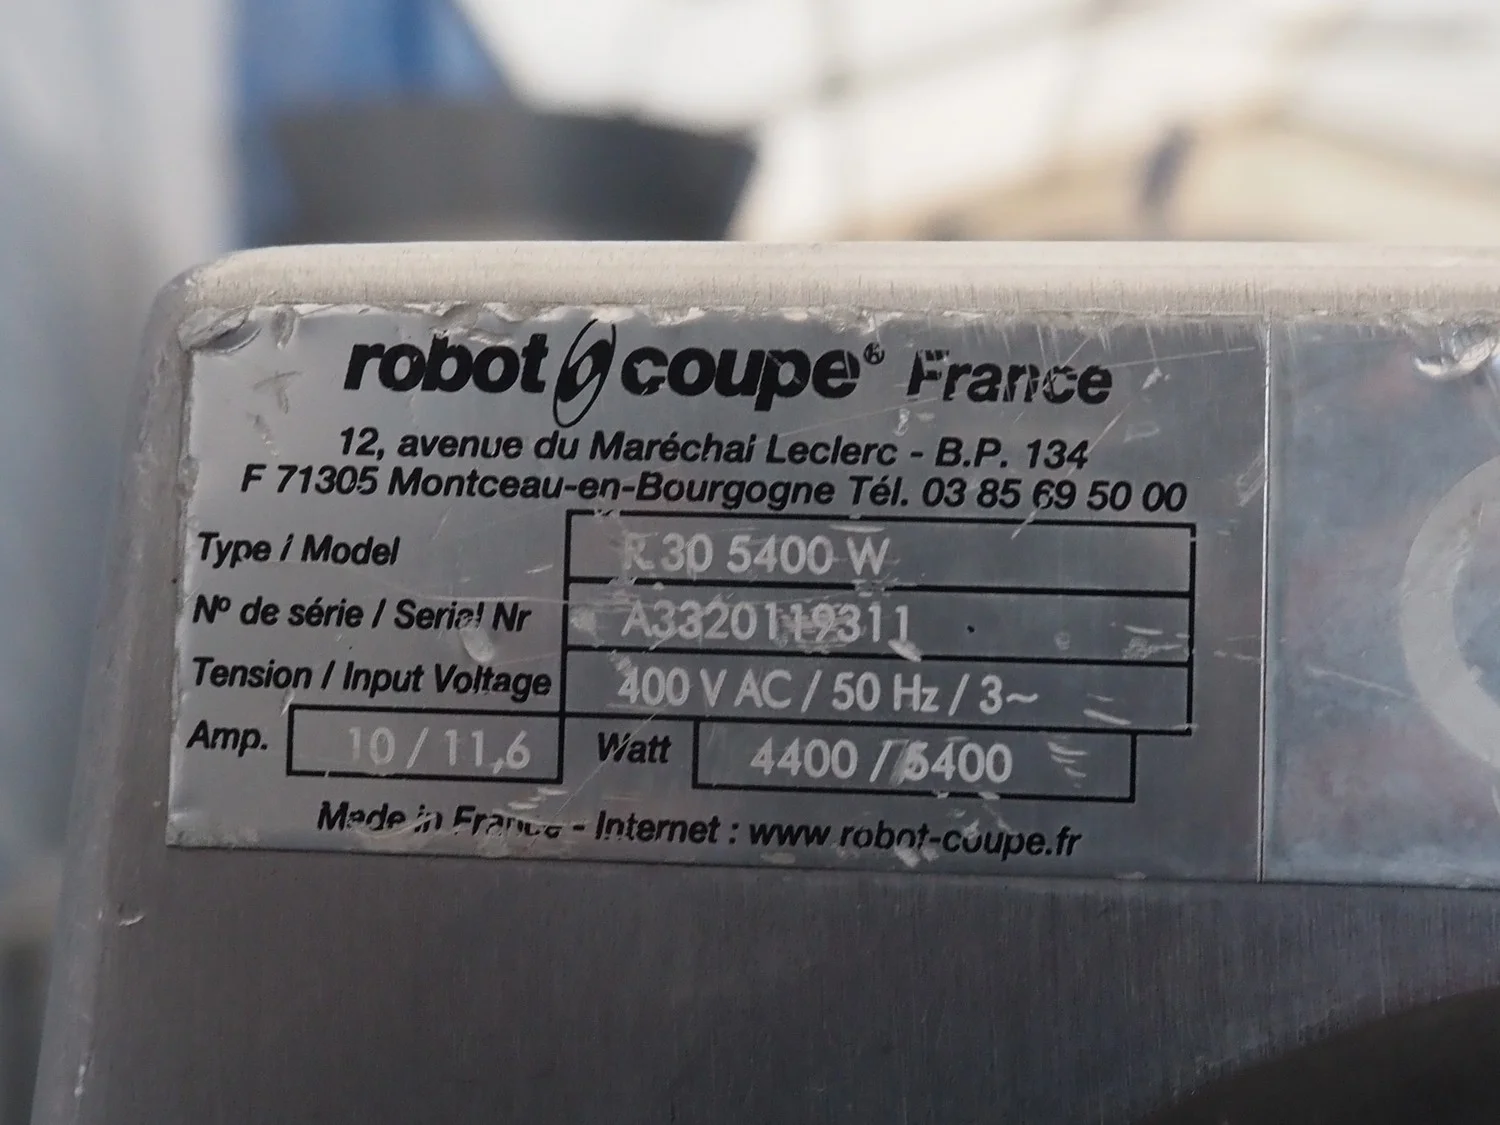 robot coupe® France
12, avenue du Maréchal Leclerc - B.P. 134
F 71305 Montceau-en-Bourgogne Tél. 03 85 69 50 00
Type / Model R 30 5400 W
Nº de série / Serial Nr A3320119311
Tension / Input Voltage 400 V AC / 50 Hz / 3~
Amp. 10 / 11,6 Watt 4400 / 5400
Made in France - Internet : www robot-coupe.fr